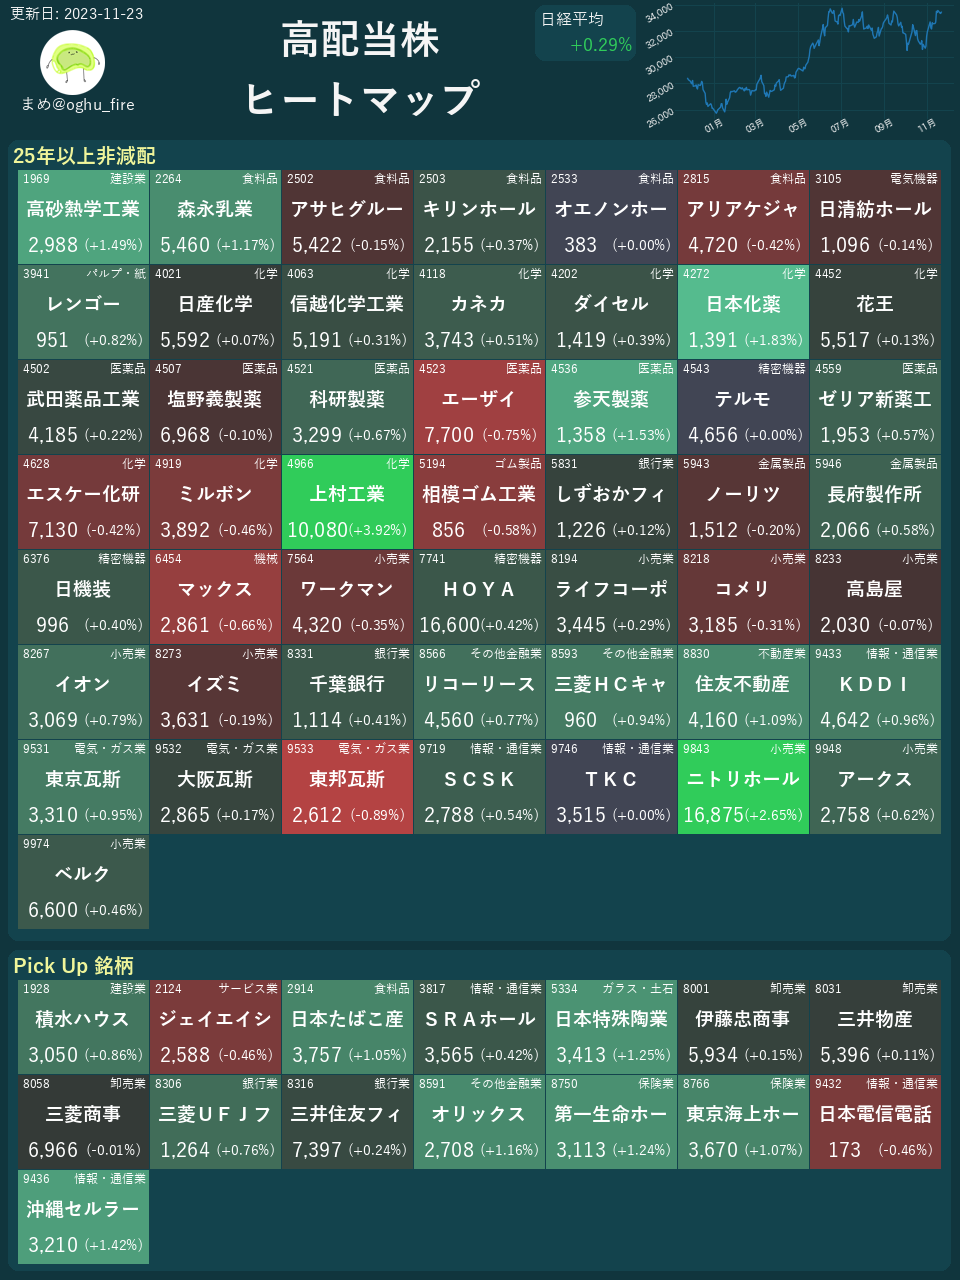 更新日: 2023-11-23
まめ@oghu_fire
高配当株
ヒートマップ
日経平均
+0.29%
34,000
32,000
30,000
28,000
26,000
01月 03月 05月 07月 09月 11月
25年以上非減配
1969 建設業
高砂熱学工業
2,988 (+1.49%)
2264 食料品
森永乳業
5,460 (+1.17%)
2502 食料品
アサヒグルー
5,422 (-0.15%)
2503 食料品
キリンホール
2,155 (+0.37%)
2533 食料品
オエノンホー
383 (+0.00%)
2815 食料品
アリアケジャ
4,720 (-0.42%)
3105 電気機器
日清紡ホール
1,096 (-0.14%)
3941 パルプ・紙
レンゴー
951 (+0.82%)
4021 化学
日産化学
5,592 (+0.07%)
4063 化学
信越化学工業
5,191 (+0.31%)
4118 化学
カネカ
3,743 (+0.51%)
4202 化学
ダイセル
1,419 (+0.39%)
4272 化学
日本化薬
1,391 (+1.83%)
4452 化学
花王
5,517 (+0.13%)
4502 医薬品
武田薬品工業
4,185 (+0.22%)
4507 医薬品
塩野義製薬
6,968 (-0.10%)
4521 医薬品
科研製薬
3,299 (+0.67%)
4523 医薬品
エーザイ
7,700 (-0.75%)
4536 医薬品
参天製薬
1,358 (+1.53%)
4543 精密機器
テルモ
4,656 (+0.00%)
4559 医薬品
ゼリア新薬工
1,953 (+0.57%)
4628 化学
エスケー化研
7,130 (-0.42%)
4919 化学
ミルボン
3,892 (-0.46%)
4966 化学
上村工業
10,080(+3.92%)
5194 ゴム製品
相模ゴム工業
856 (-0.58%)
5831 銀行業
しずおかフィ
1,226 (+0.12%)
5943 金属製品
ノーリツ
1,512 (-0.20%)
5946 金属製品
長府製作所
2,066 (+0.58%)
6376 精密機器
日機装
996 (+0.40%)
6454 機械
マックス
2,861 (-0.66%)
7564 小売業
ワークマン
4,320 (-0.35%)
7741 精密機器
ＨＯＹＡ
16,600(+0.42%)
8194 小売業
ライフコーポ
3,445 (+0.29%)
8218 小売業
コメリ
3,185 (-0.31%)
8233 小売業
高島屋
2,030 (-0.07%)
8267 小売業
イオン
3,069 (+0.79%)
8273 小売業
イズミ
3,631 (-0.19%)
8331 銀行業
千葉銀行
1,114 (+0.41%)
8566 その他金融業
リコーリース
4,560 (+0.77%)
8593 その他金融業
三菱ＨＣキャ
960 (+0.94%)
8830 不動産業
住友不動産
4,160 (+1.09%)
9433 情報・通信業
ＫＤＤＩ
4,642 (+0.96%)
9531 電気・ガス業
東京瓦斯
3,310 (+0.95%)
9532 電気・ガス業
大阪瓦斯
2,865 (+0.17%)
9533 電気・ガス業
東邦瓦斯
2,612 (-0.89%)
9719 情報・通信業
ＳＣＳＫ
2,788 (+0.54%)
9746 情報・通信業
ＴＫＣ
3,515 (+0.00%)
9843 小売業
ニトリホール
16,875(+2.65%)
9948 小売業
アークス
2,758 (+0.62%)
9974 小売業
ベルク
6,600 (+0.46%)
Pick Up 銘柄
1928 建設業
積水ハウス
3,050 (+0.86%)
2124 サービス業
ジェイエイシ
2,588 (-0.46%)
2914 食料品
日本たばこ産
3,757 (+1.05%)
3817 情報・通信業
ＳＲＡホール
3,565 (+0.42%)
5334 ガラス・土石
日本特殊陶業
3,413 (+1.25%)
8001 卸売業
伊藤忠商事
5,934 (+0.15%)
8031 卸売業
三井物産
5,396 (+0.11%)
8058 卸売業
三菱商事
6,966 (-0.01%)
8306 銀行業
三菱ＵＦＪフ
1,264 (+0.76%)
8316 銀行業
三井住友フィ
7,397 (+0.24%)
8591 その他金融業
オリックス
2,708 (+1.16%)
8750 保険業
第一生命ホー
3,113 (+1.24%)
8766 保険業
東京海上ホー
3,670 (+1.07%)
9432 情報・通信業
日本電信電話
173 (-0.46%)
9436 情報・通信業
沖縄セルラー
3,210 (+1.42%)